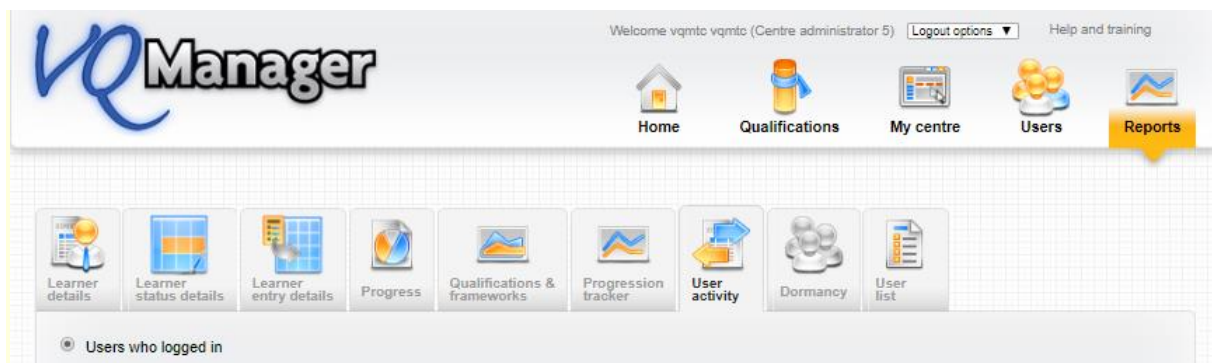 Welcome vqmtc vqmtc (Centre administrator 5) Logout options ▼ Help and training
VQManager
Home Qualifications My centre Users Reports
Learner details
Learner status details
Learner entry details
Progress
Qualifications & frameworks
Progression tracker
User activity
Dormancy
User list
Users who logged in